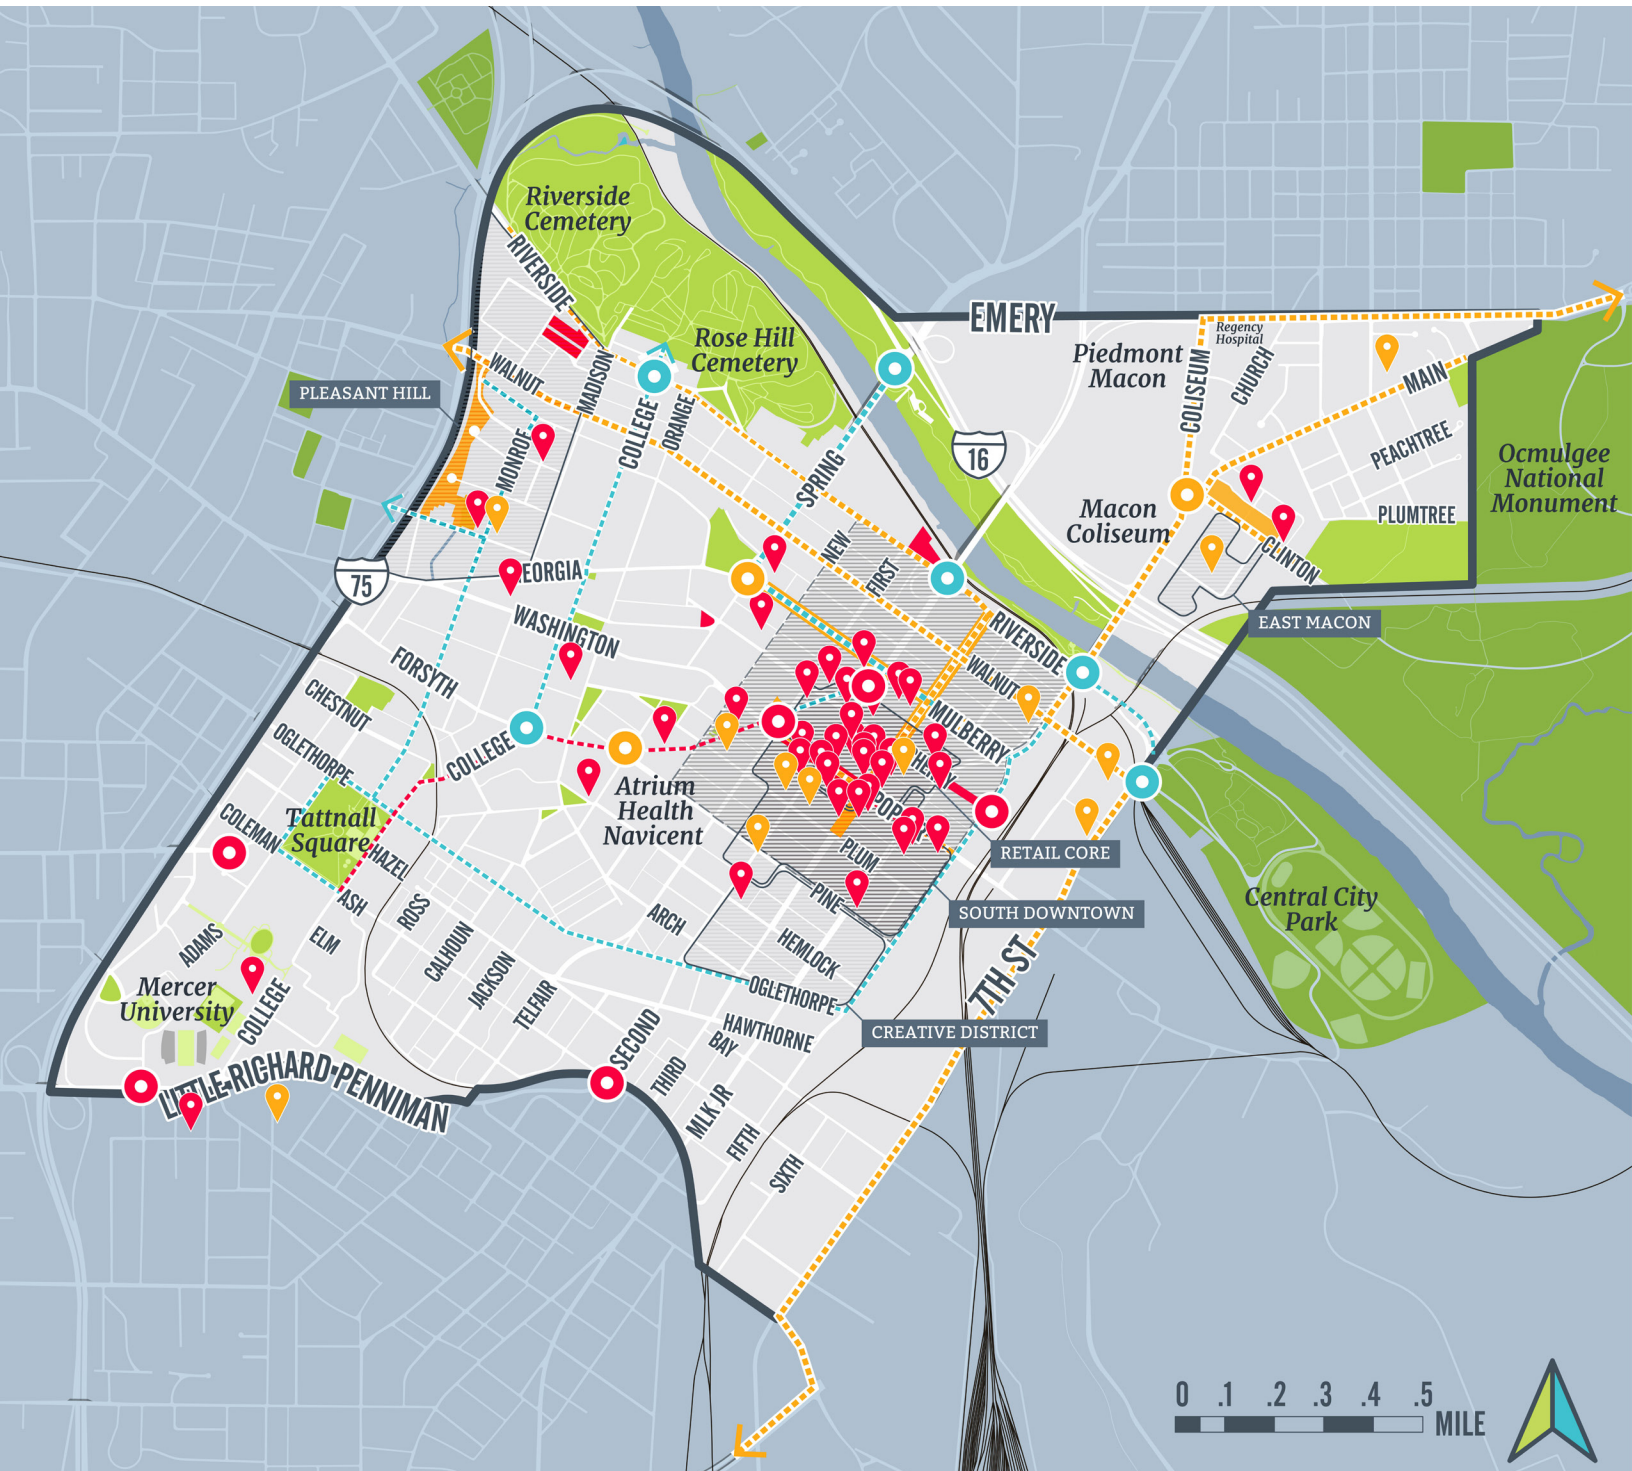 Riverside
Cemetery
RIVERSIDE
EMERY
Rose Hill
Cemetery
Regency
Hospital
Piedmont
Macon
COLISEUM
CHURCH
MAIN
WALNUT
MADISON
PLEASANT HILL
COLLEGE
ORANGE
MONROE
PEACHTREE
16
SPRING
Ocmulgee
National
Monument
Macon
Coliseum
PLUMTREE
CLINTON
NEW
FIRST
75
EORGIA
EAST MACON
WASHINGTON
RIVERSIDE
FORSYTH
WALNUT
CHESTNUT
MULBERRY
OGLETHORPE
COLLEGE
Atrium
Health
Navicent
Tattnall
Square
COLEMAN
HAZEL
PLUM
RETAIL CORE
ASH
PINE
ROSS
ARCH
SOUTH DOWNTOWN
Central City
Park
ADAMS
ELM
CALHOUN
HEMLOCK
JACKSON
7TH ST
Mercer
University
COLLEGE
TELFAIR
OGLETHORPE
HAWTHORNE
CREATIVE DISTRICT
BAY
SECOND
THIRD
LITTLE RICHARD PENNIMAN
MLK JR
FIFTH
SIXTH
0 .1 .2 .3 .4 .5
MILE